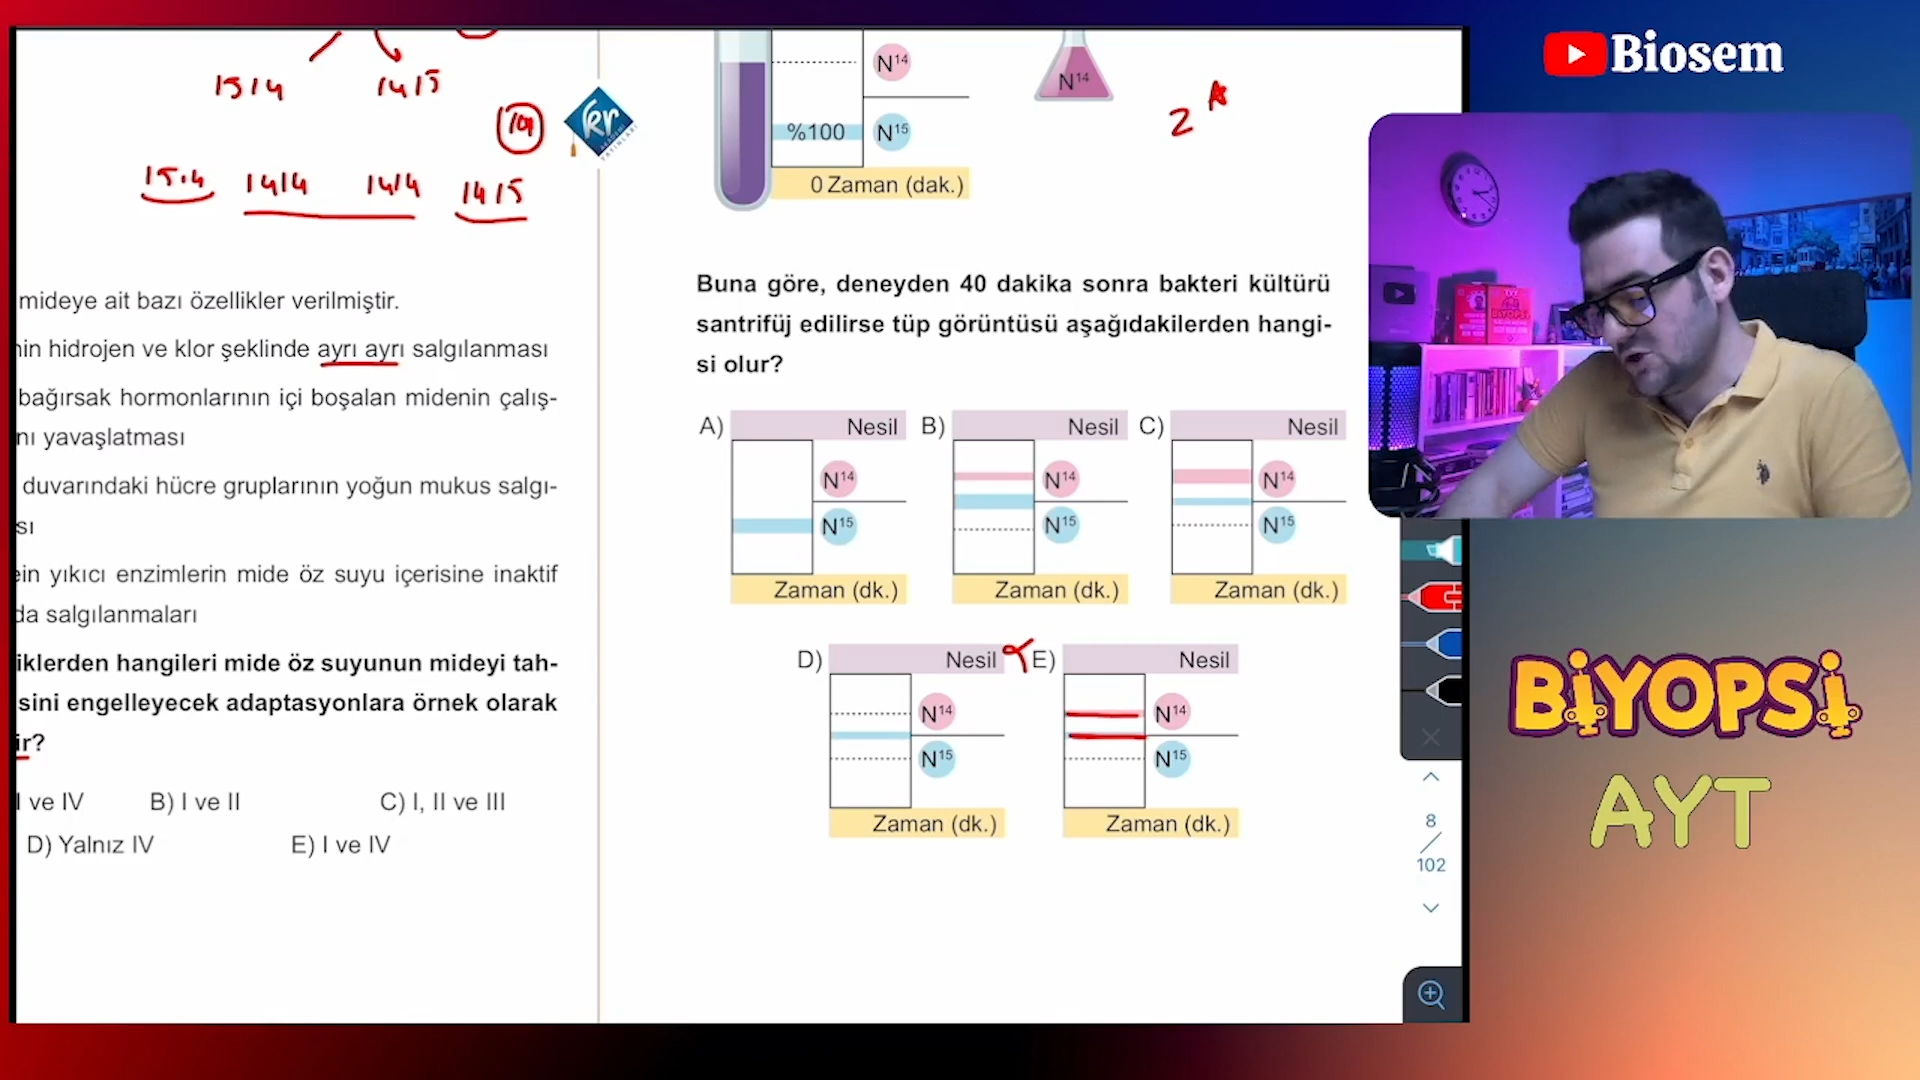 1514 1415
101
1514 1414 1414 1415
kr
mideye ait bazı özellikler verilmiştir.
hidrojen ve klor şeklinde ayrı ayrı salgılanması
bağırsak hormonlarının içi boşalan midenin çalış-
nı yavaşlatması
duvarındaki hücre gruplarının yoğun mukus salgı-
sı
yıkıcı enzimlerin mide öz suyu içerisine inaktif
da salgılanmaları
iklerden hangileri mide öz suyunun mideyi tah-
sini engelleyecek adaptasyonlara örnek olarak
ir?
I ve IV B) I ve II C) I, II ve III
D) Yalnız IV E) I ve IV
N14
%100 N15
0 Zaman (dak.)
N14
2
Buna göre, deneyden 40 dakika sonra bakteri kültürü
santrifüj edilirse tüp görüntüsü aşağıdakilerden hangi-
si olur?
A) Nesil B) Nesil C) Nesil
N14 N14 N14
N15 N15 N15
Zaman (dk.) Zaman (dk.) Zaman (dk.)
D) Nesil E) Nesil
N14 N14
N15 N15
Zaman (dk.) Zaman (dk.)
8
102
Biosem
BİYOPSİ
AYT